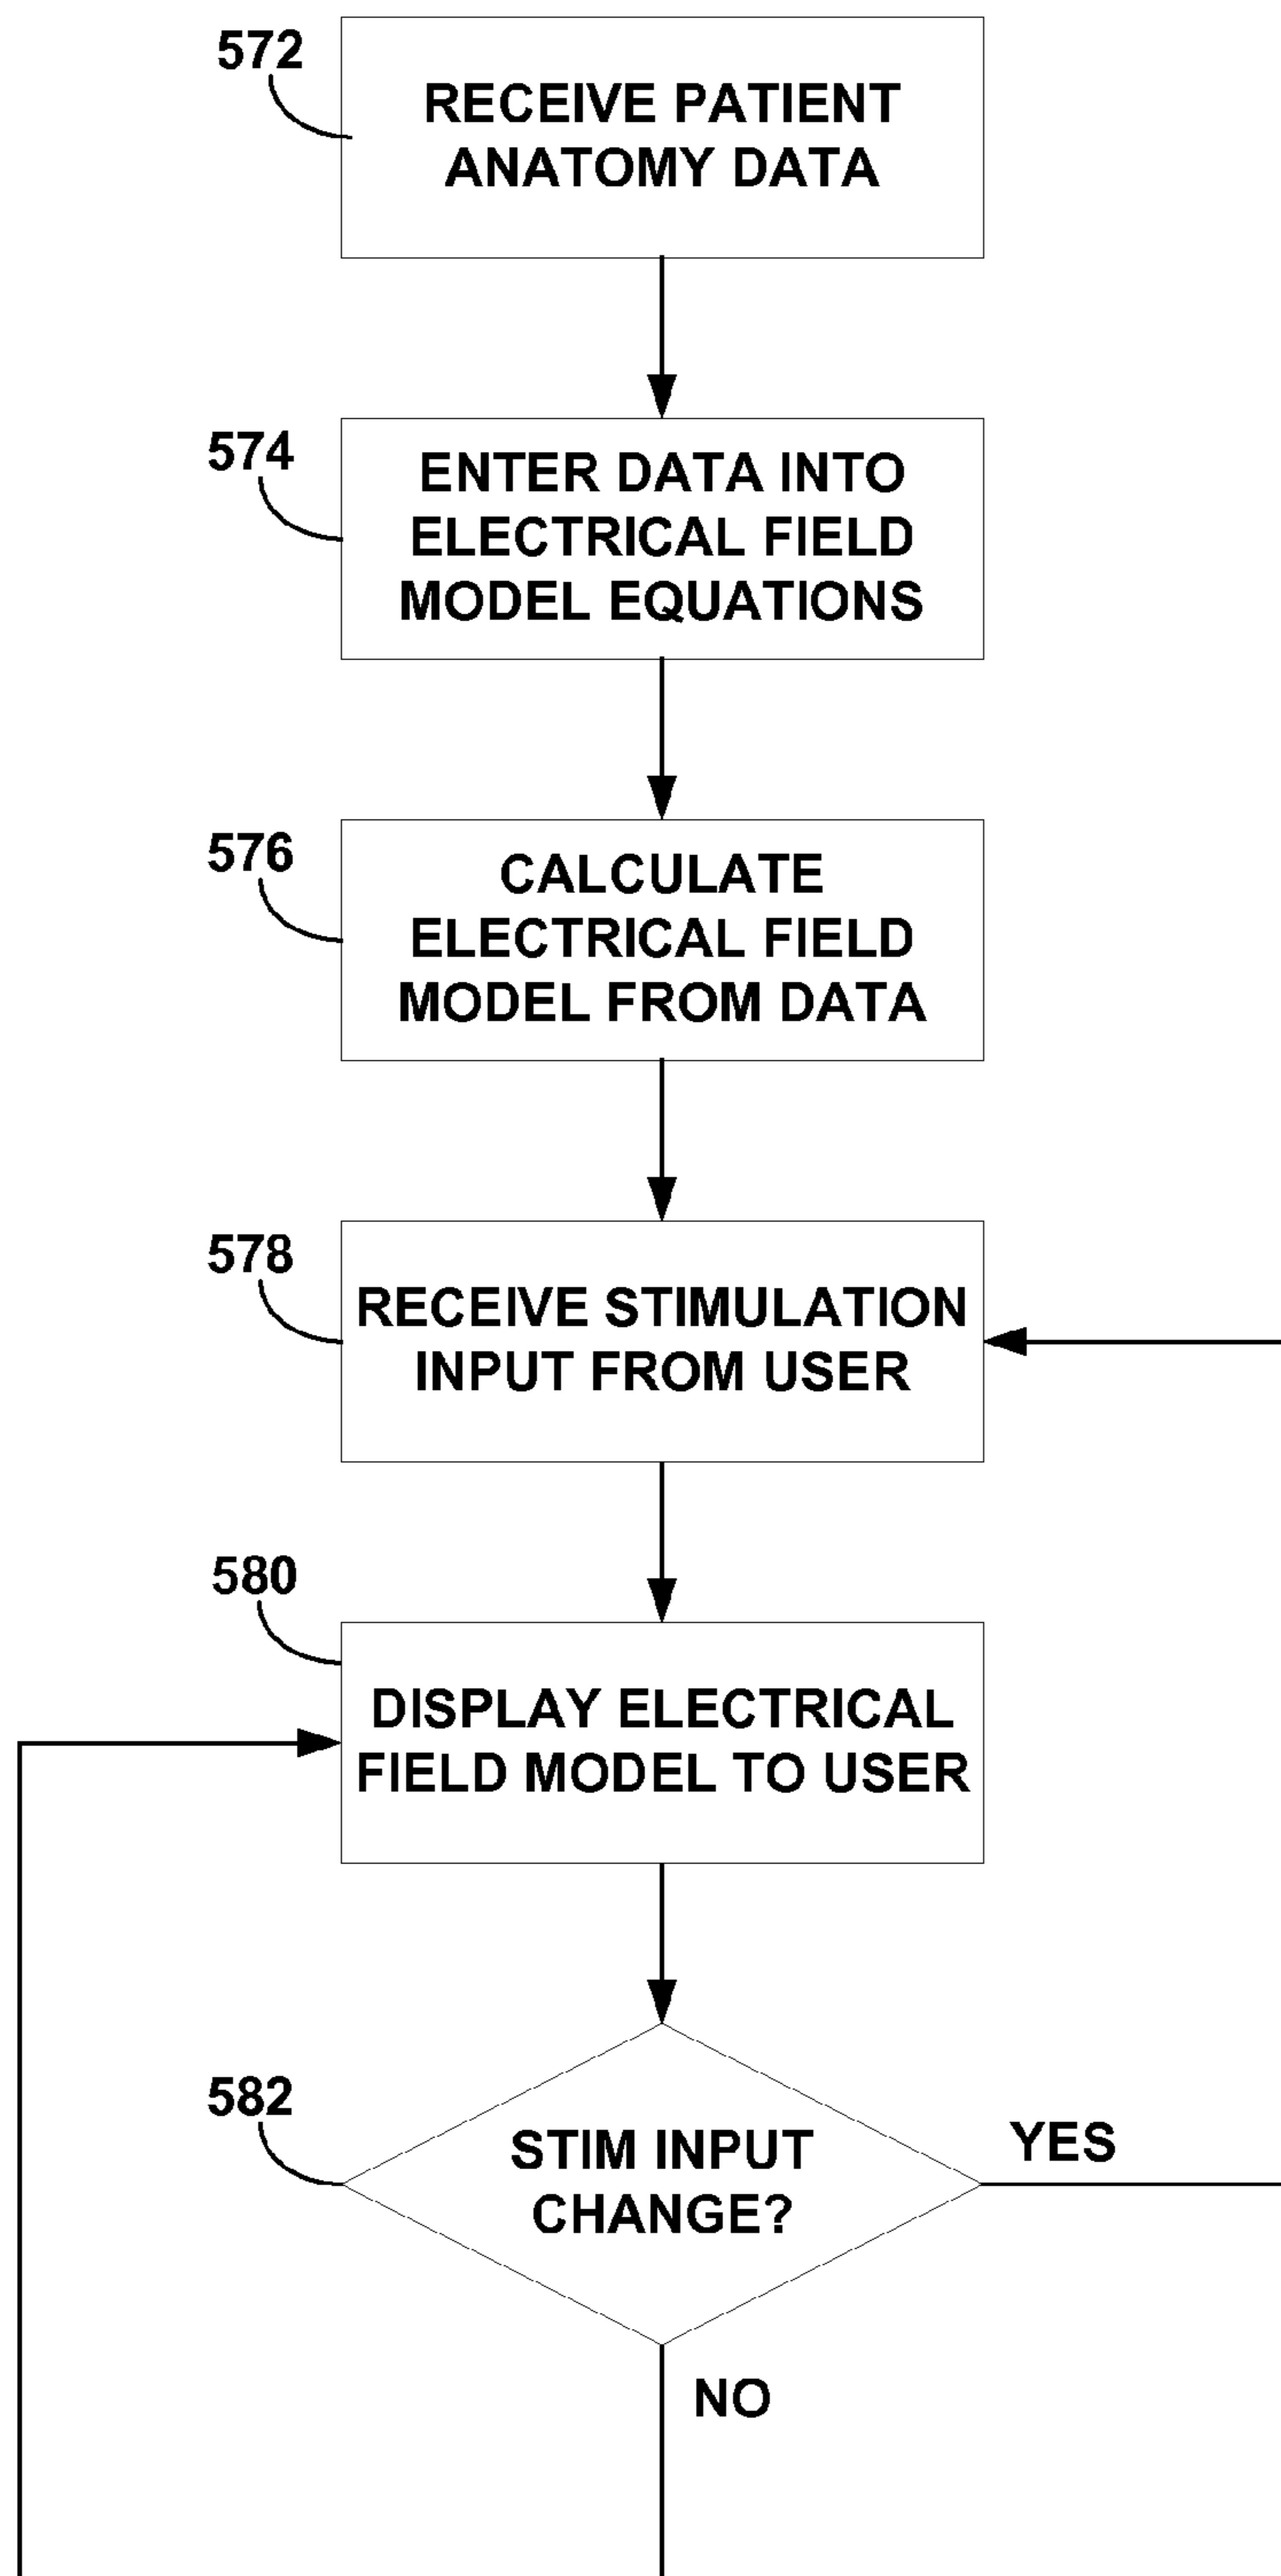 572
RECEIVE PATIENT
ANATOMY DATA
574
ENTER DATA INTO
ELECTRICAL FIELD
MODEL EQUATIONS
576
CALCULATE
ELECTRICAL FIELD
MODEL FROM DATA
578
RECEIVE STIMULATION
INPUT FROM USER
580
DISPLAY ELECTRICAL
FIELD MODEL TO USER
582
STIM INPUT
CHANGE?
YES
NO